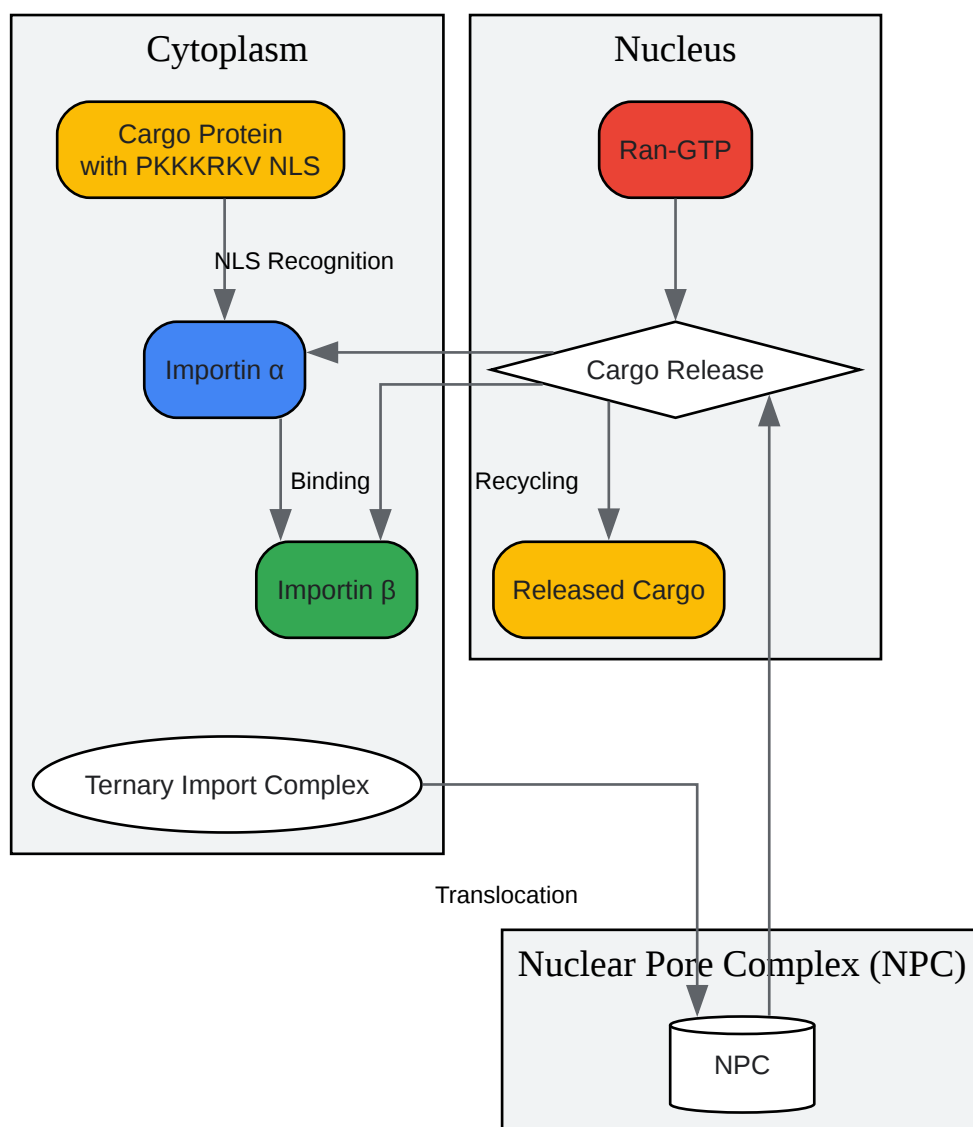 Cytoplasm
Nucleus
Cargo Protein
with PKKKRKV NLS
Ran-GTP
NLS Recognition
Importin α
Cargo Release
Binding
Recycling
Importin β
Released Cargo
Ternary Import Complex
Translocation
Nuclear Pore Complex (NPC)
NPC